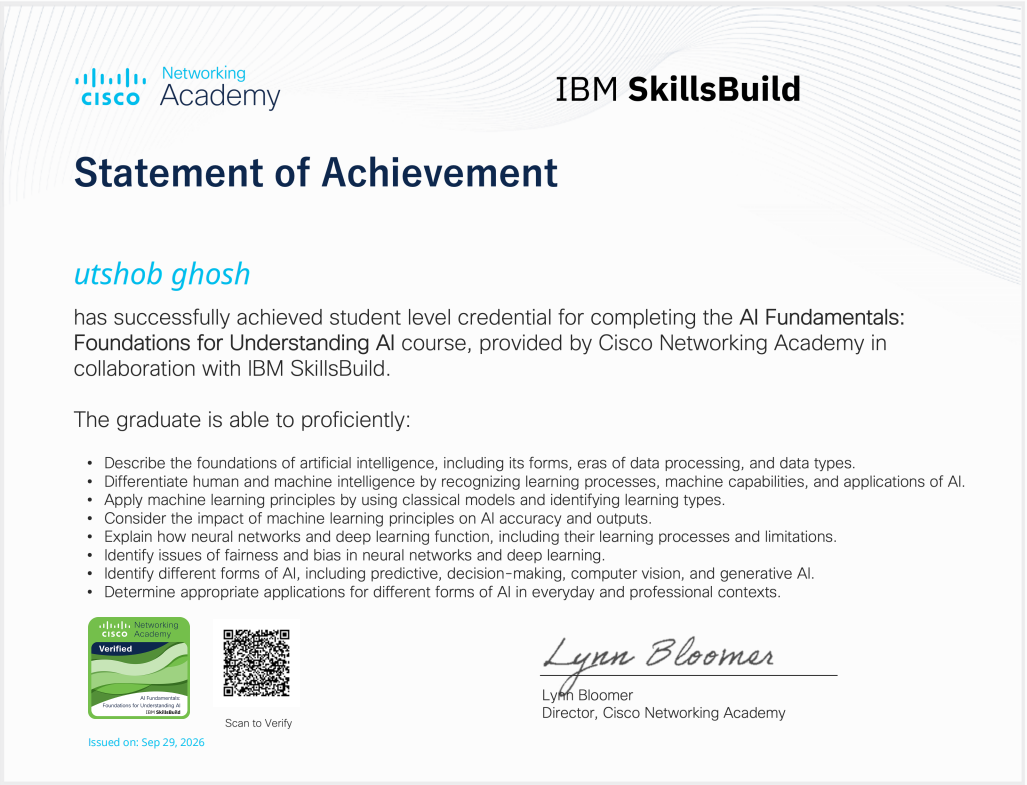 Networking
CISCO Academy
IBM SkillsBuild
Statement of Achievement
utshob ghosh
has successfully achieved student level credential for completing the AI Fundamentals:
Foundations for Understanding AI course, provided by Cisco Networking Academy in
collaboration with IBM SkillsBuild.
The graduate is able to proficiently:
• Describe the foundations of artificial intelligence, including its forms, eras of data processing, and data types.
• Differentiate human and machine intelligence by recognizing learning processes, machine capabilities, and applications of AI.
• Apply machine learning principles by using classical models and identifying learning types.
• Consider the impact of machine learning principles on AI accuracy and outputs.
• Explain how neural networks and deep learning function, including their learning processes and limitations.
• Identify issues of fairness and bias in neural networks and deep learning.
• Identify different forms of AI, including predictive, decision-making, computer vision, and generative AI.
• Determine appropriate applications for different forms of AI in everyday and professional contexts.
Networking
CISCO Academy
Verified
AI Fundamentals:
Foundations for Understanding AI
IBM SkillsBuild
Scan to Verify
Issued on: Sep 29, 2026
Lynn Bloomer
Lynn Bloomer
Director, Cisco Networking Academy